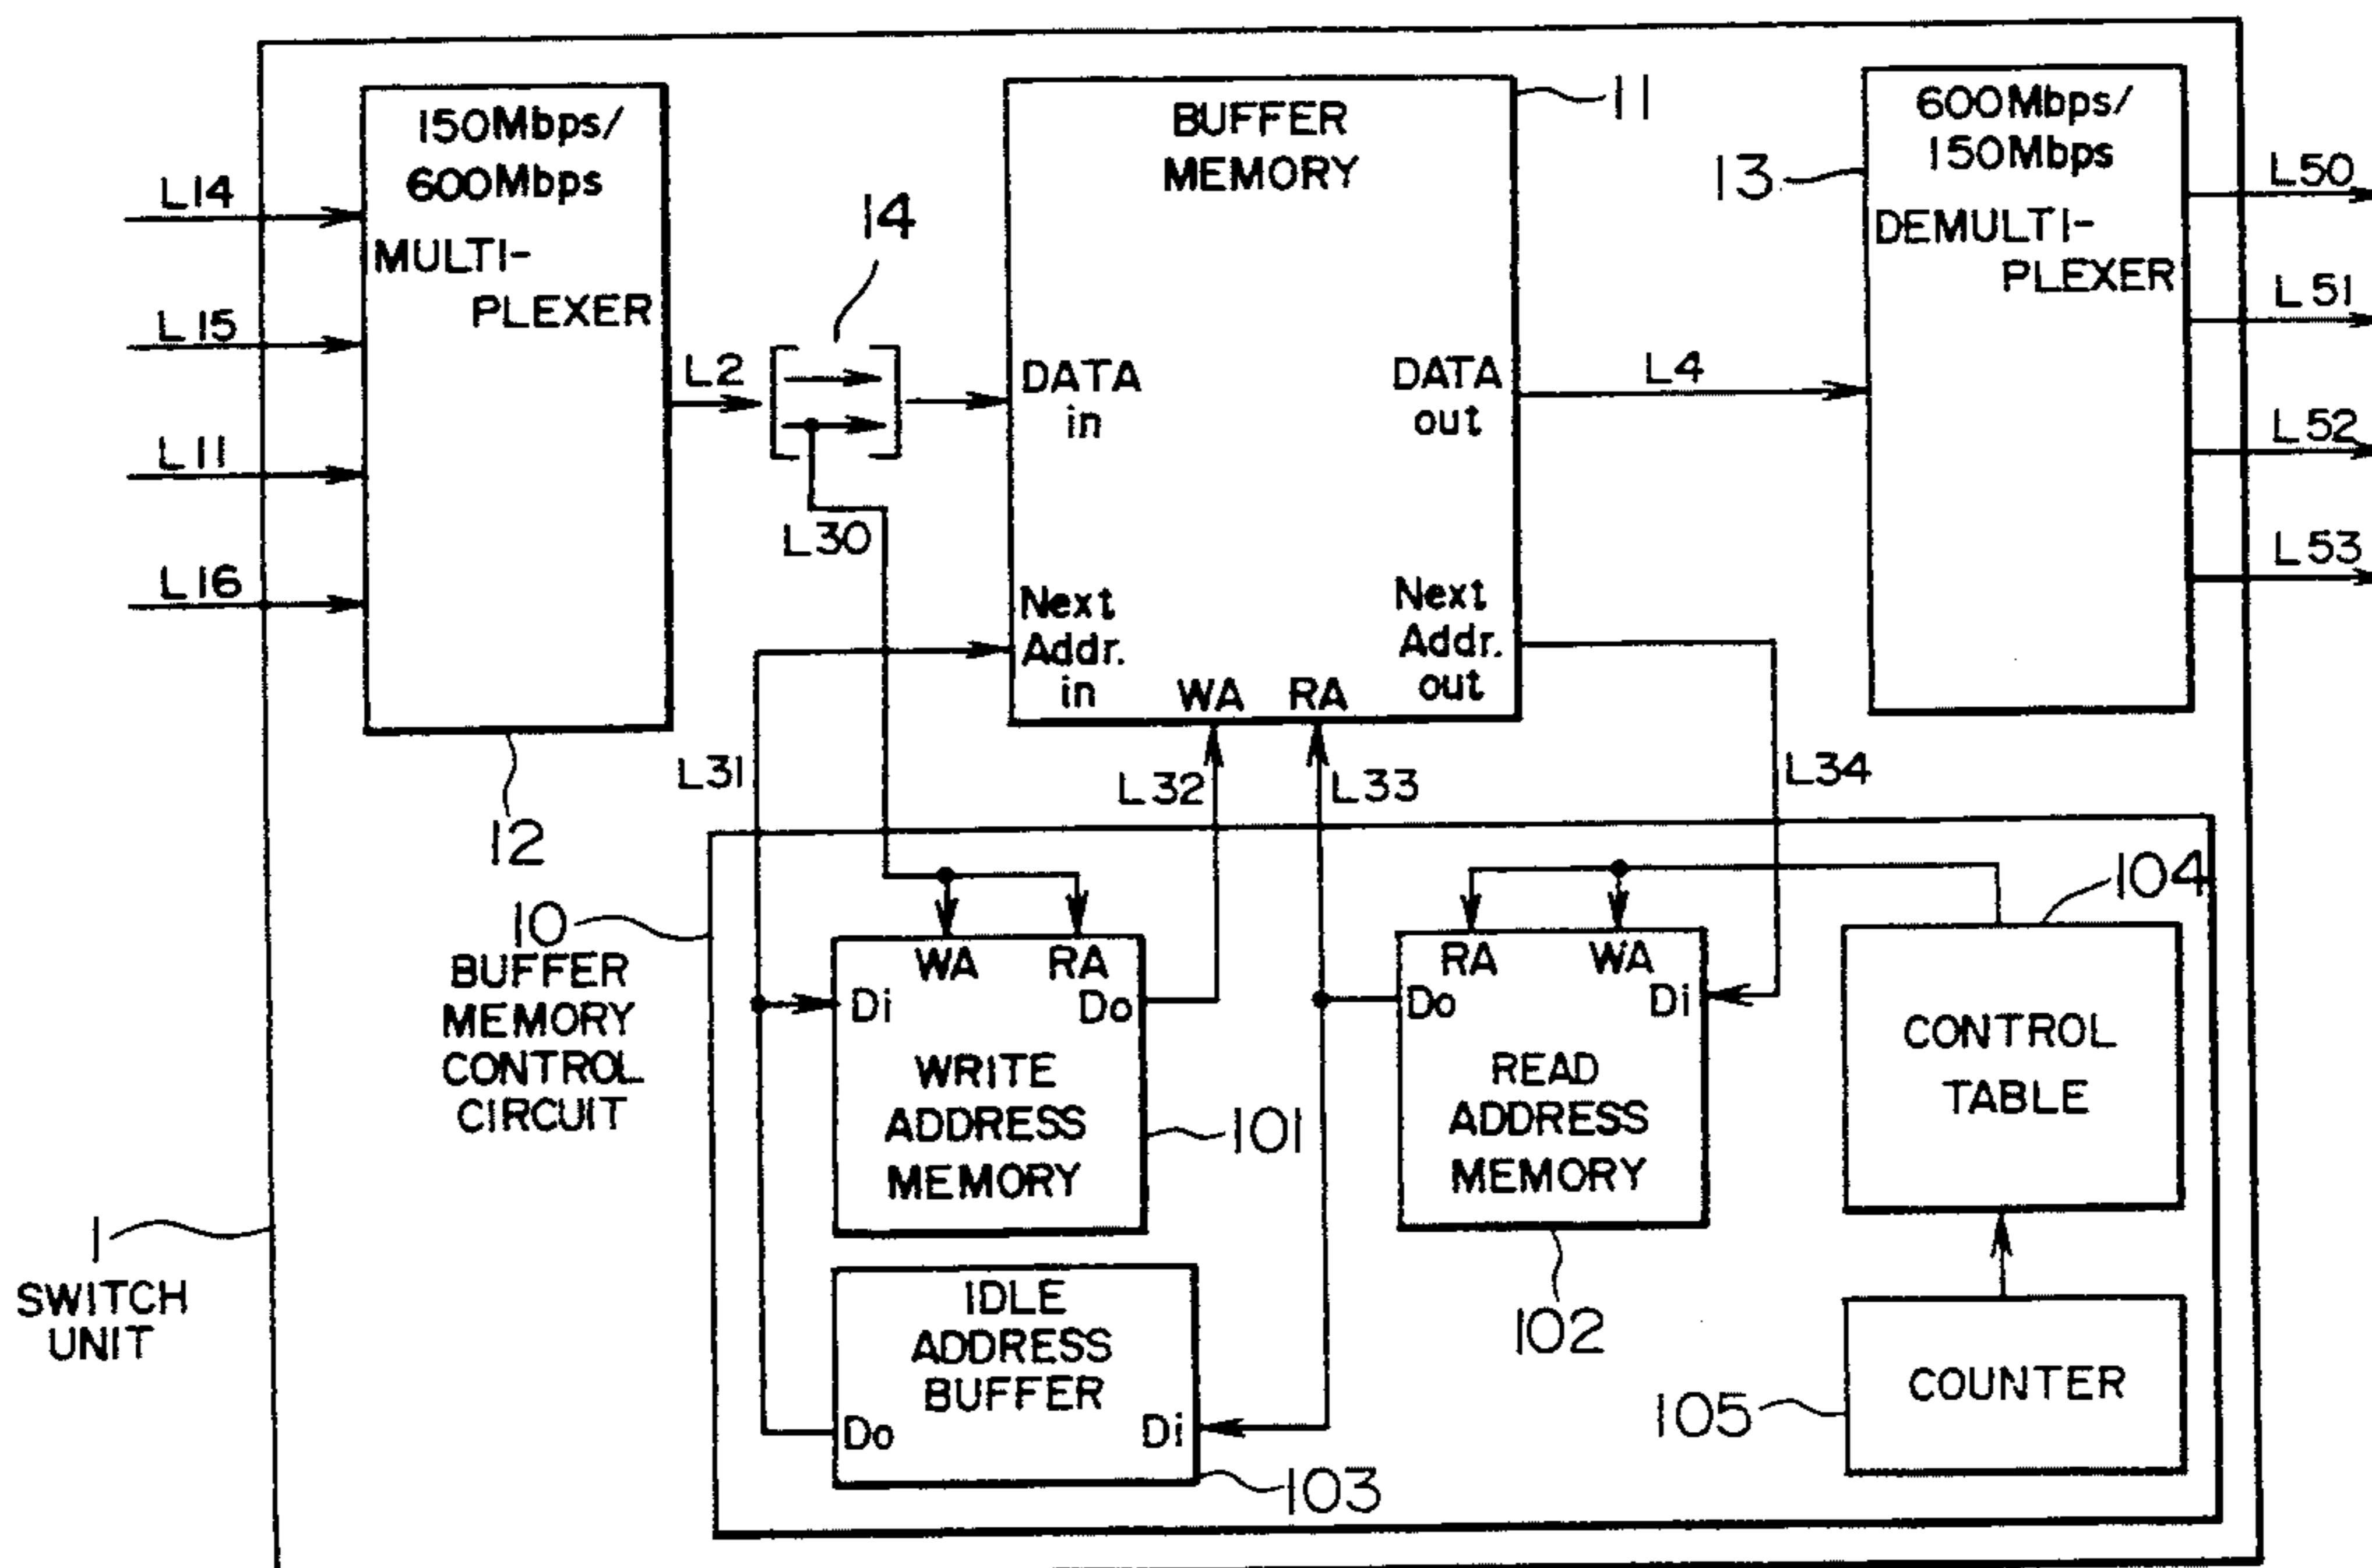 150Mbps/
600Mbps
MULTI-
PLEXER
L14
L15
L11
L16
12
L2
14
L30
BUFFER
MEMORY
11
DATA
in
DATA
out
Next
Addr.
in
Next
Addr.
out
WA
RA
L4
13
600Mbps/
150Mbps
DEMULTI-
PLEXER
L50
L51
L52
L53
L31
L32
L33
L34
10
BUFFER
MEMORY
CONTROL
CIRCUIT
WA
RA
Di
Do
WRITE
ADDRESS
MEMORY
101
RA
WA
Do
Di
READ
ADDRESS
MEMORY
102
104
CONTROL
TABLE
1
SWITCH
UNIT
IDLE
ADDRESS
BUFFER
Do
Di
103
105
COUNTER